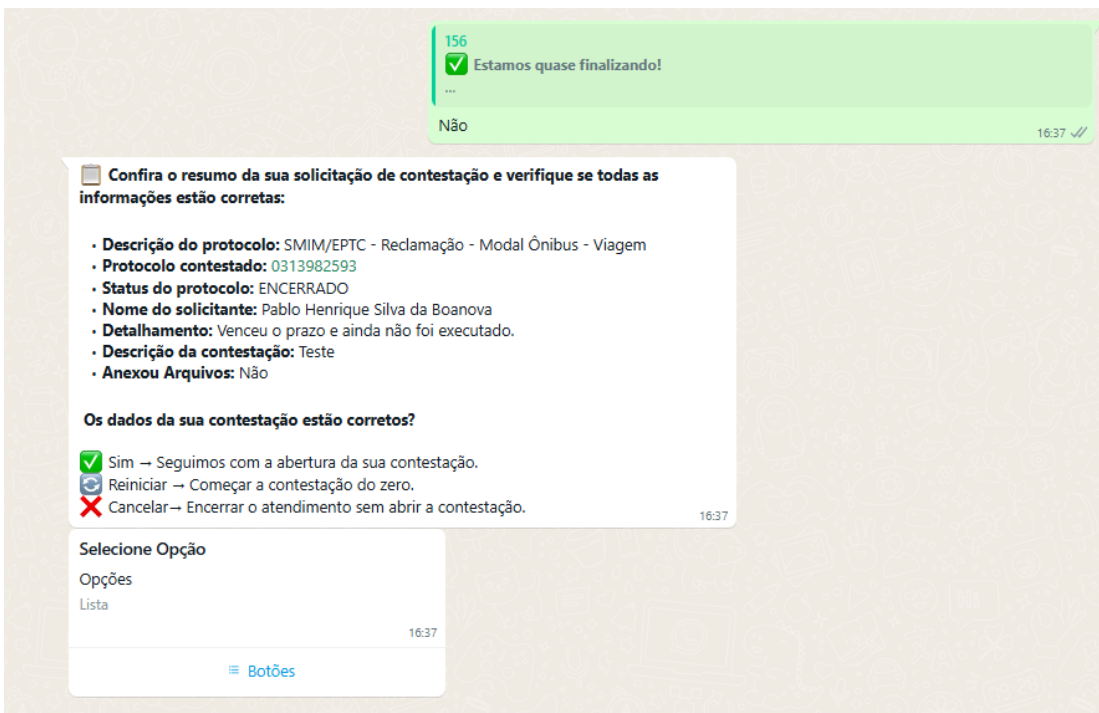 156
✅ Estamos quase finalizando!
...
Não
16:37
📋 Confira o resumo da sua solicitação de contestação e verifique se todas as
informações estão corretas:
• Descrição do protocolo: SMIM/EPTC - Reclamação - Modal Ônibus - Viagem
• Protocolo contestado: 0313982593
• Status do protocolo: ENCERRADO
• Nome do solicitante: Pablo Henrique Silva da Boanova
• Detalhamento: Venceu o prazo e ainda não foi executado.
• Descrição da contestação: Teste
• Anexou Arquivos: Não
Os dados da sua contestação estão corretos?
✅ Sim → Seguimos com a abertura da sua contestação.
🔄 Reiniciar → Começar a contestação do zero.
❌ Cancelar→ Encerrar o atendimento sem abrir a contestação.
16:37
Selecione Opção
Opções
Lista
16:37
Botões